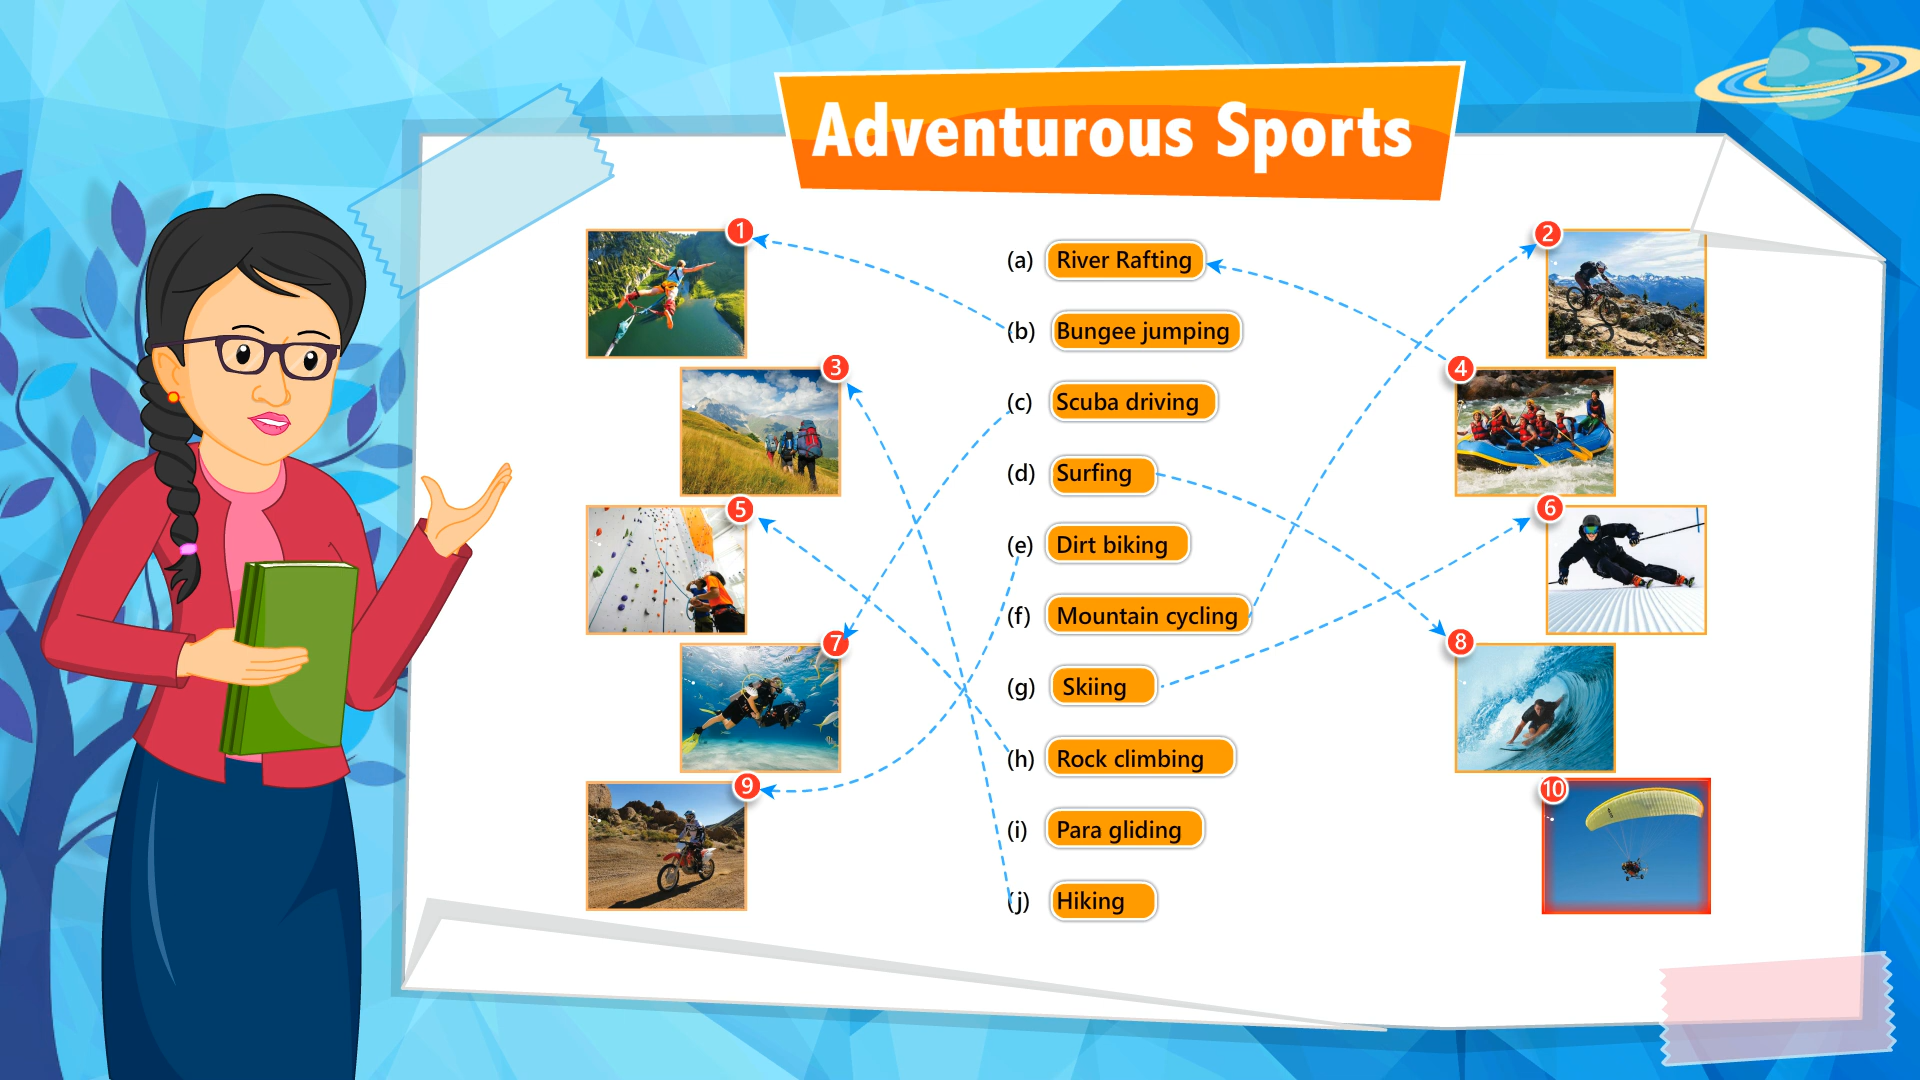 Adventurous Sports
1
2
(a) River Rafting
(b) Bungee jumping
3
4
(c) Scuba driving
(d) Surfing
5
6
(e) Dirt biking
(f) Mountain cycling
7
8
(g) Skiing
(h) Rock climbing
9
10
(i) Para gliding
(j) Hiking